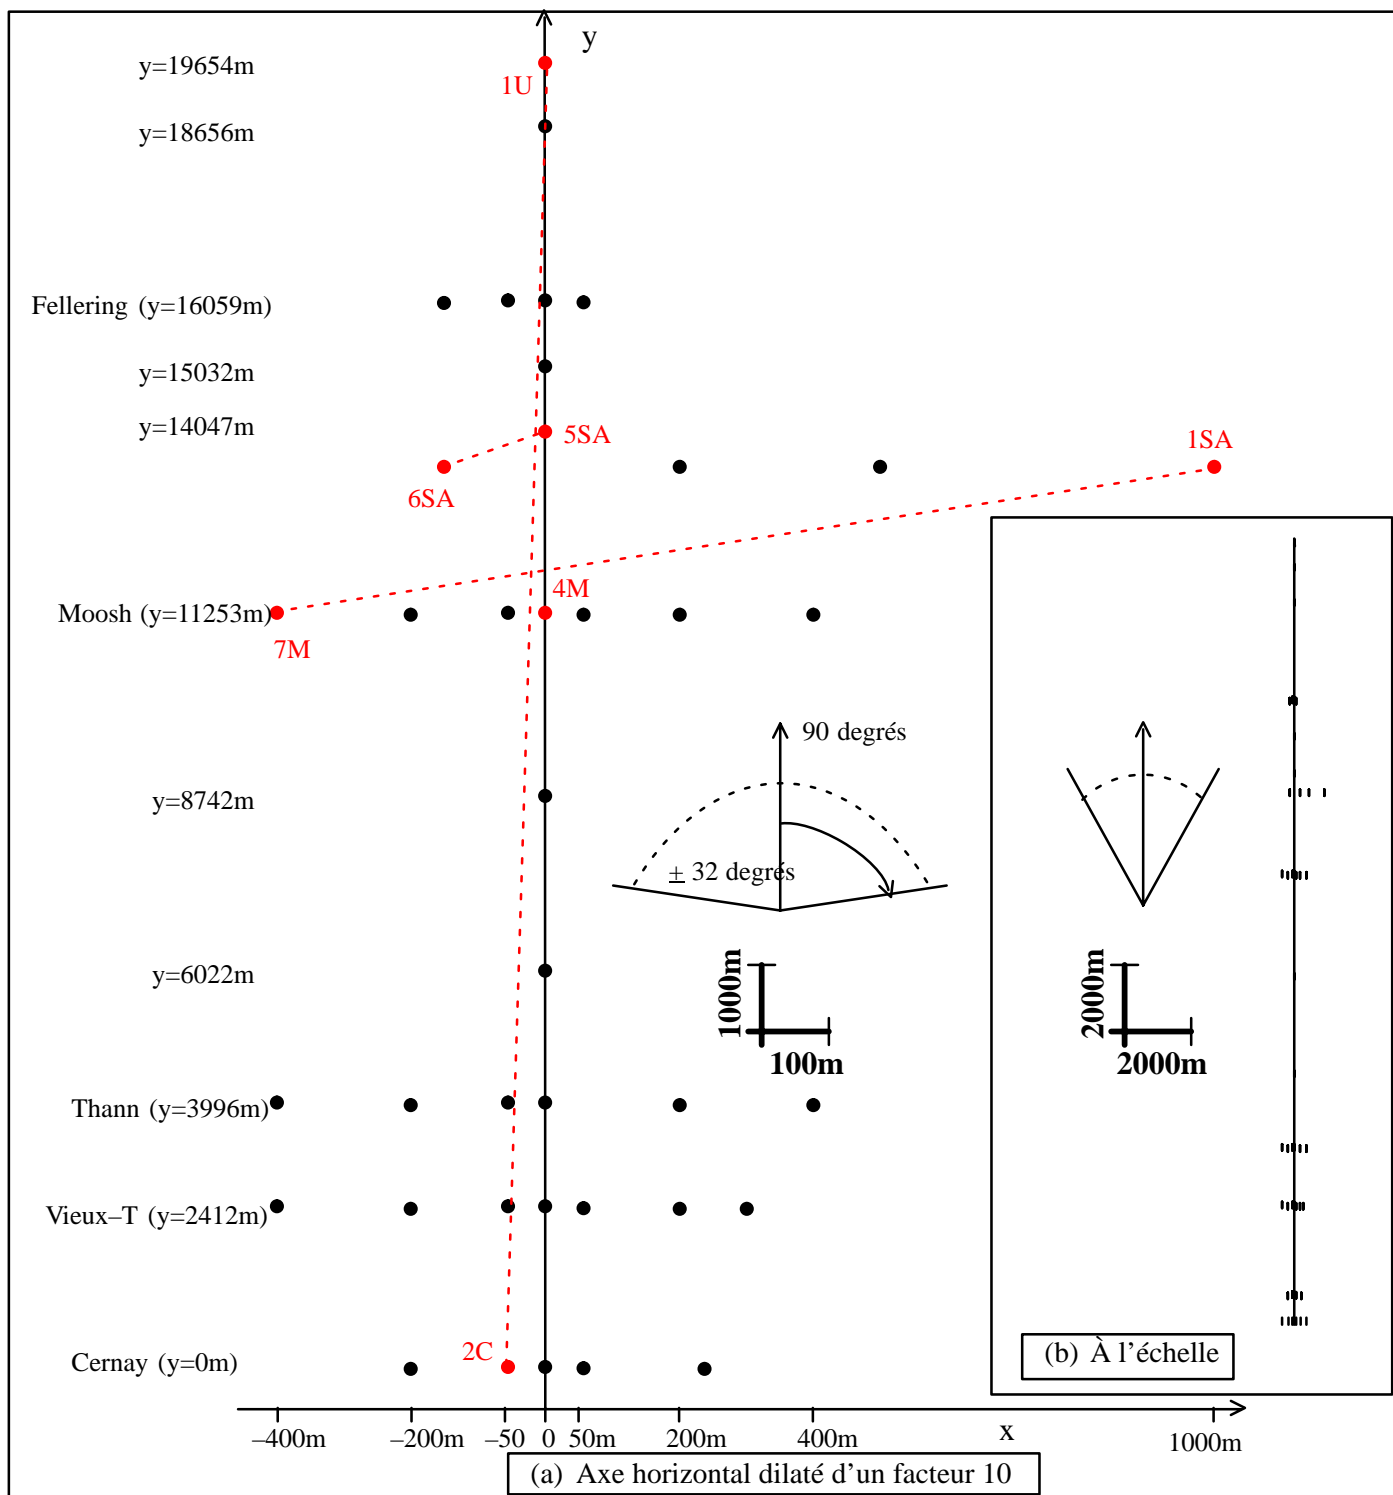 y
y=19654m
1U
y=18656m
Fellering (y=16059m)
y=15032m
y=14047m
5SA
1SA
6SA
4M
Moosh (y=11253m)
7M
90 degrés
y=8742m
± 32 degrés
y=6022m
1000m
100m
2000m
2000m
Thann (y=3996m)
Vieux–T (y=2412m)
2C
Cernay (y=0m)
(b) À l'échelle
–400m –200m –50 0 50m 200m 400m x 1000m
(a) Axe horizontal dilaté d'un facteur 10